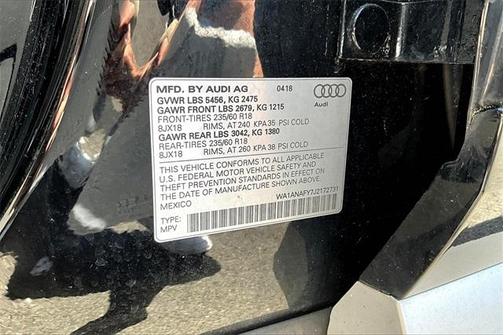 MFD. BY AUDI AG 0418
GVWR LBS 5456, KG 2475
GAWR FRONT LBS 2679, KG 1215
FRONT-TIRES 235/60 R18
8JX18 RIMS, AT 240 KPA 35 PSI COLD
GAWR REAR LBS 3042, KG 1380
REAR-TIRES 235/60 R18
8JX18 RIMS, AT 260 KPA 38 PSI COLD
Audi
THIS VEHICLE CONFORMS TO ALL APPLICABLE
U.S. FEDERAL MOTOR VEHICLE SAFETY AND
THEFT PREVENTION STANDARDS IN EFFECT ON
THE DATE OF MANUFACTURE SHOWN ABOVE.
MEXICO WA1ANAFY7J2172731
TYPE:
MPV